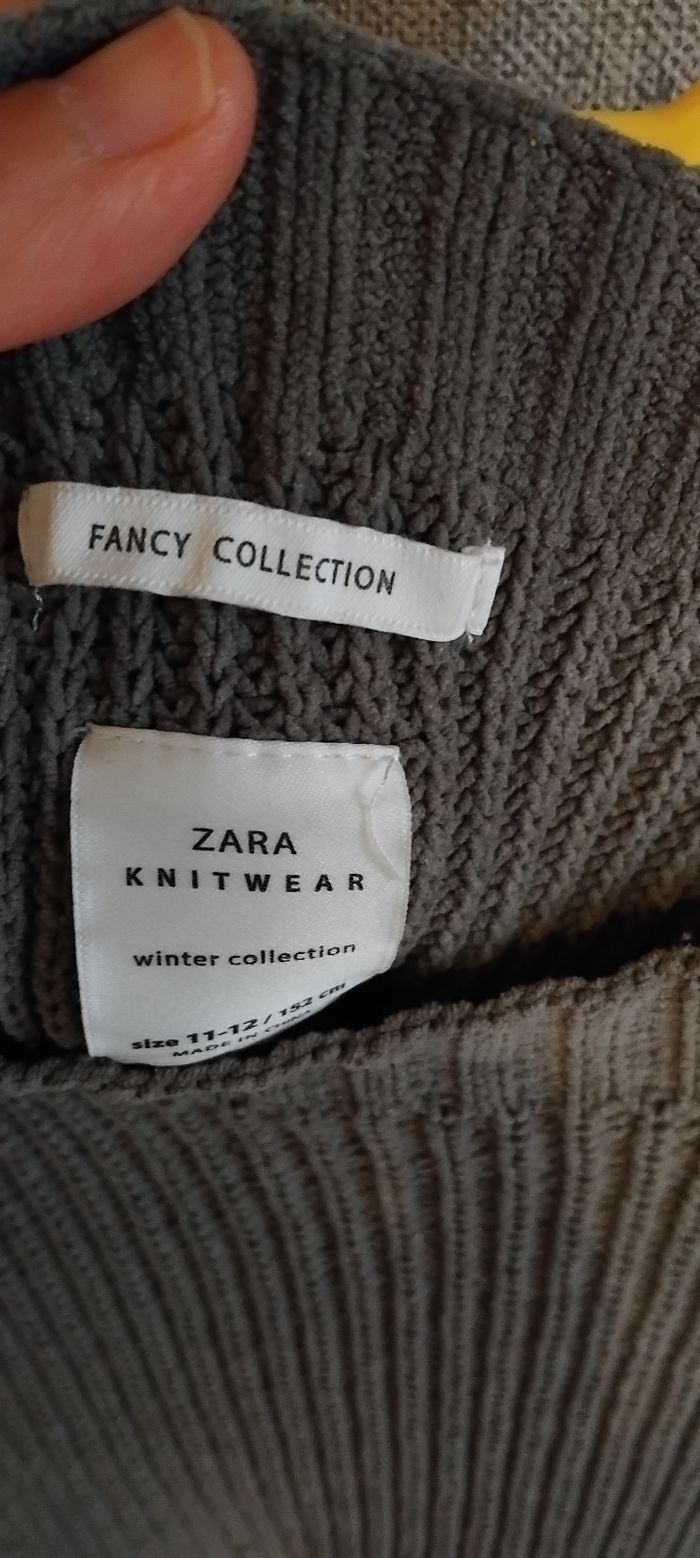 FANCY COLLECTION
ZARA
KNITWEAR
winter collection
size 11-12 / 152 cm
MADE IN CHINA